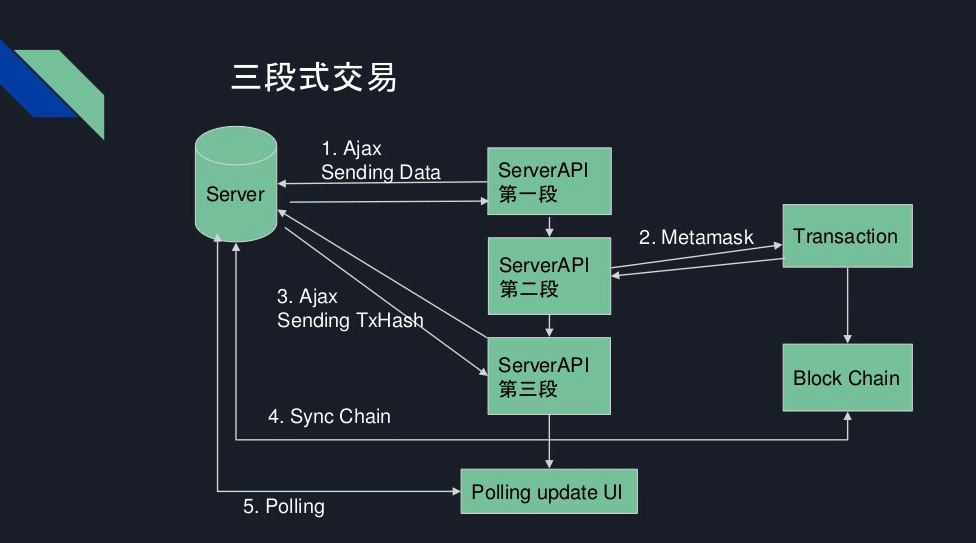 三段式交易
1. Ajax
Sending Data
Server
ServerAPI
第一段
2. Metamask
Transaction
ServerAPI
第二段
3. Ajax
Sending TxHash
ServerAPI
第三段
Block Chain
4. Sync Chain
Polling update UI
5. Polling